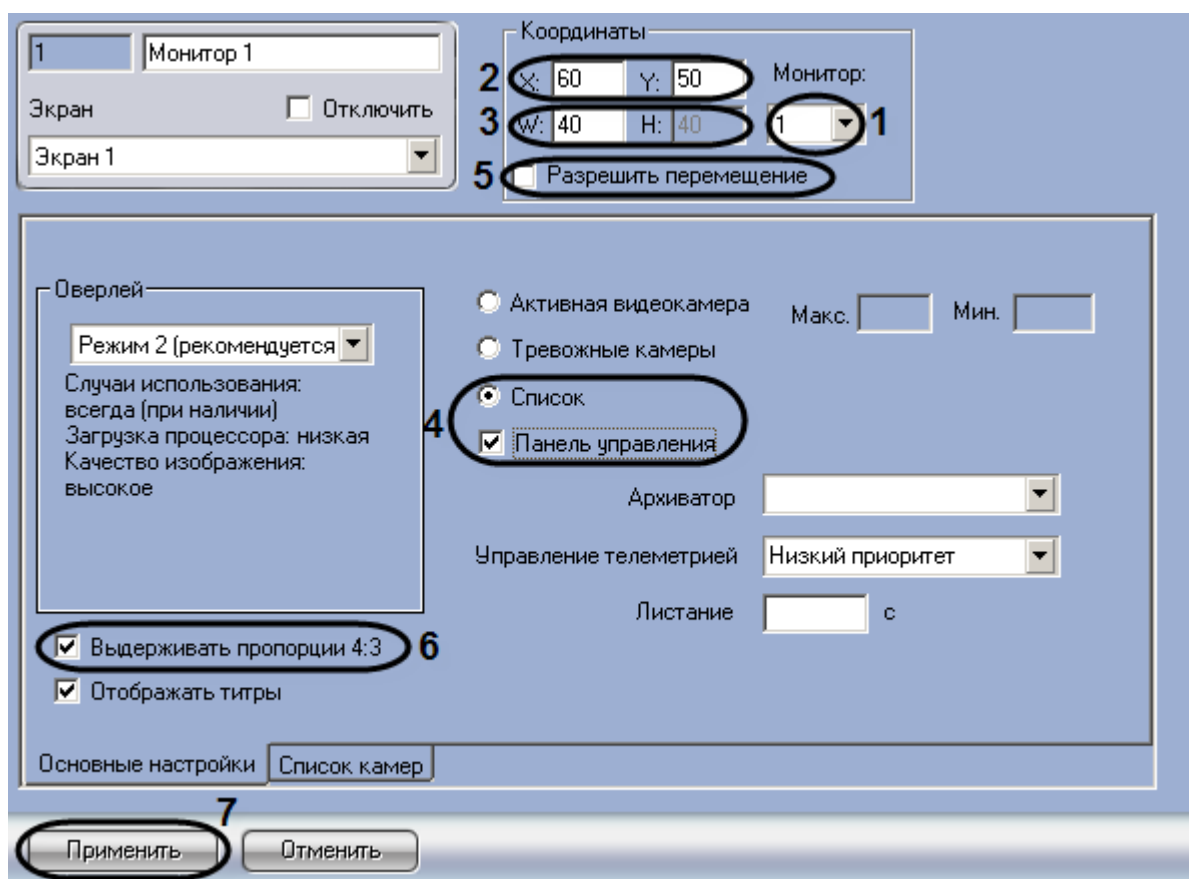 1 Монитор 1
Экран Отключить
Экран 1
Координаты
2 X: 60 Y: 50 Монитор:
3 W: 40 H: 40 1 1
5 Разрешить перемещение
Оверлей
Режим 2 (рекомендуется
Случаи использования:
всегда (при наличии)
Загрузка процессора: низкая
Качество изображения:
высокое
Активная видеокамера Макс. Мин.
Тревожные камеры
4 Список
Панель управления
Архиватор
Управление телеметрией Низкий приоритет
Листание с
Выдерживать пропорции 4:3 6
Отображать титры
Основные настройки Список камер
7
Применить Отменить